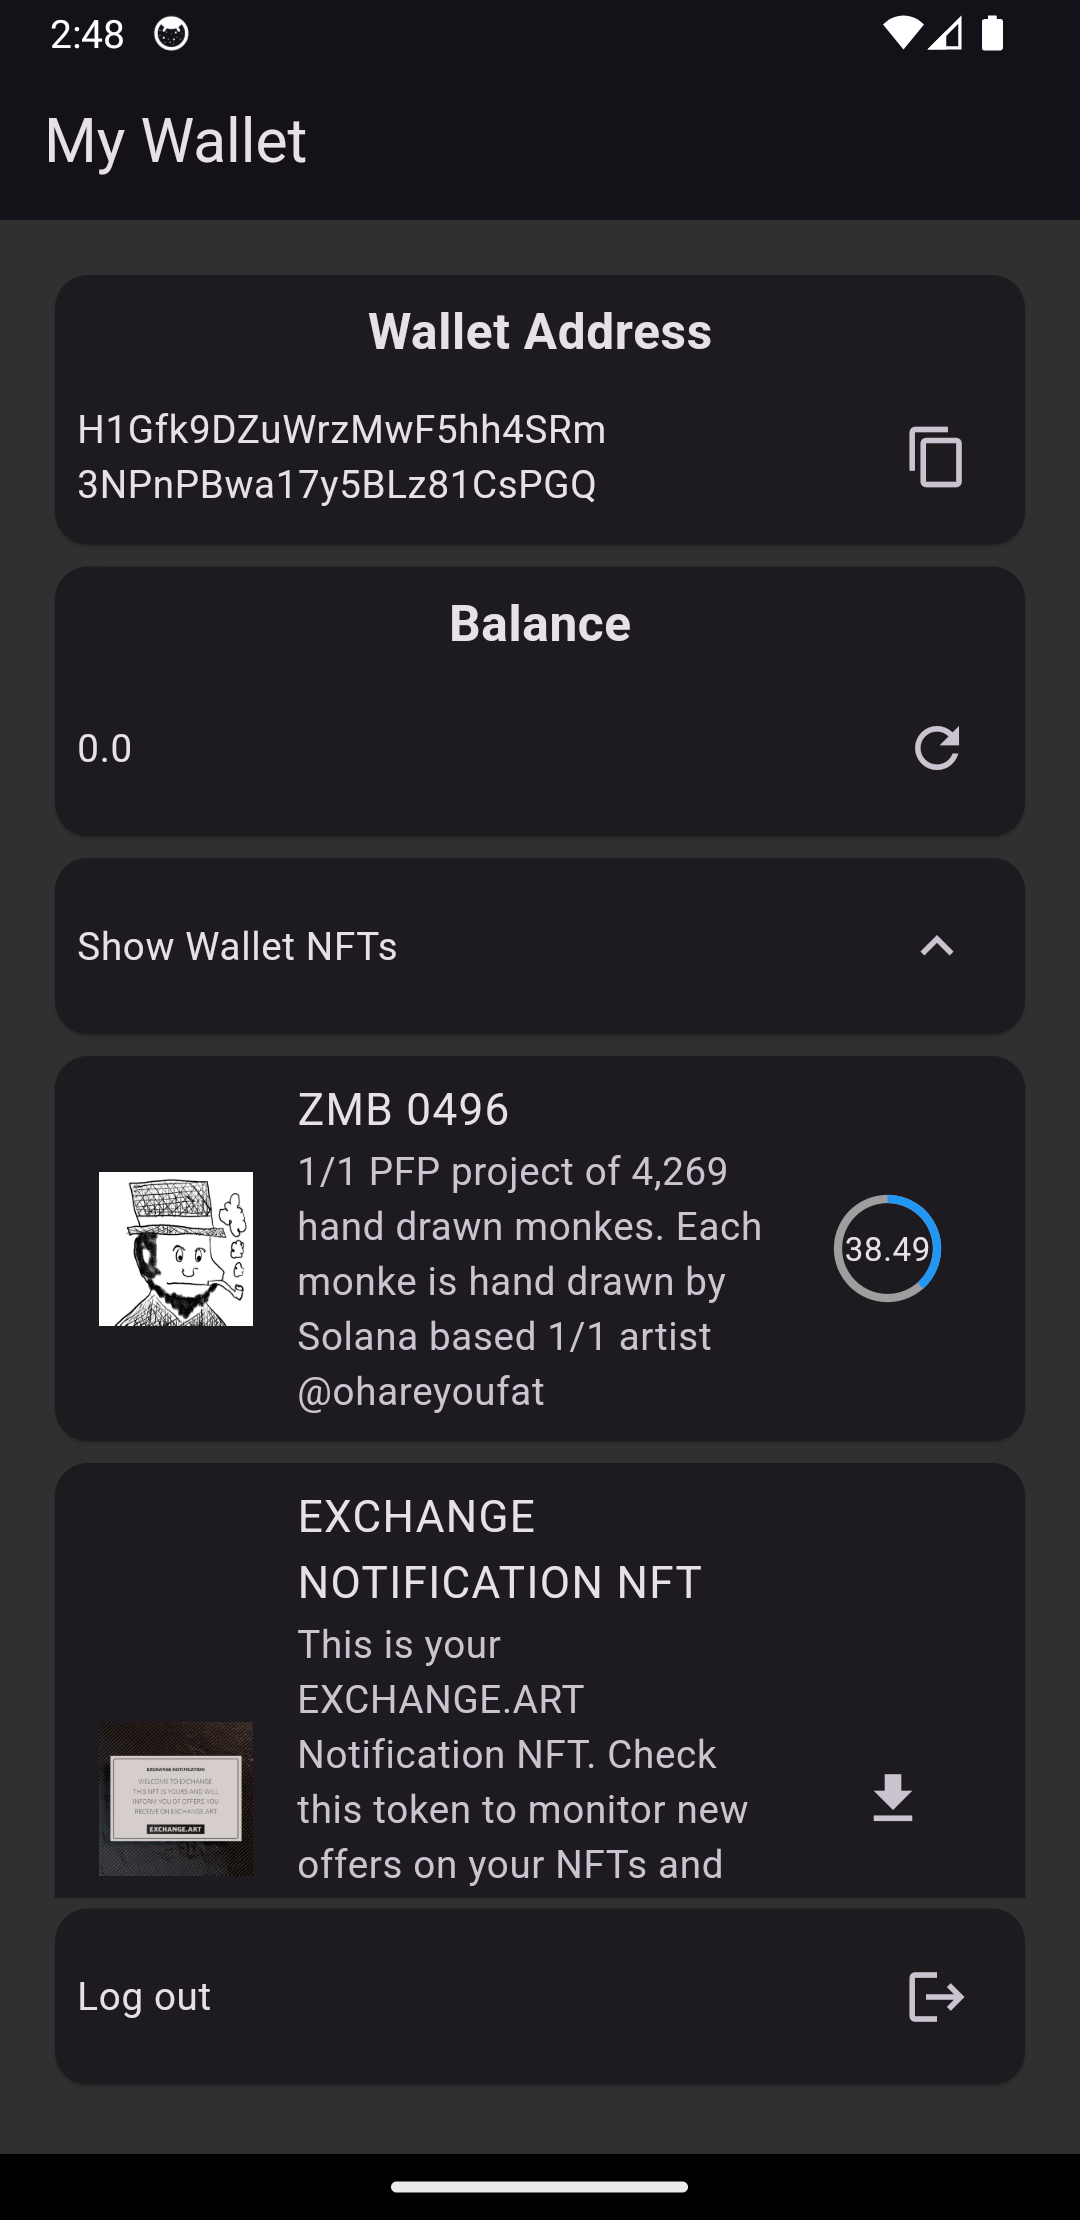 2:48
My Wallet
Wallet Address
H1Gfk9DZuWrzMwF5hh4SRm
3NPnPBwa17y5BLz81CsPGQ
Balance
0.0
Show Wallet NFTs
ZMB 0496
1/1 PFP project of 4,269
hand drawn monkes. Each
monke is hand drawn by
Solana based 1/1 artist
@ohareyoufat
38.49
EXCHANGE
NOTIFICATION NFT
This is your
EXCHANGE.ART
Notification NFT. Check
this token to monitor new
offers on your NFTs and
EXCHANGE NOTIFICATION
WELCOME TO EXCHANGE
THIS NFT IS YOURS AND WILL
INFORM YOU OF OFFERS YOU
RECEIVE ON EXCHANGE.ART
EXCHANGE.ART
Log out